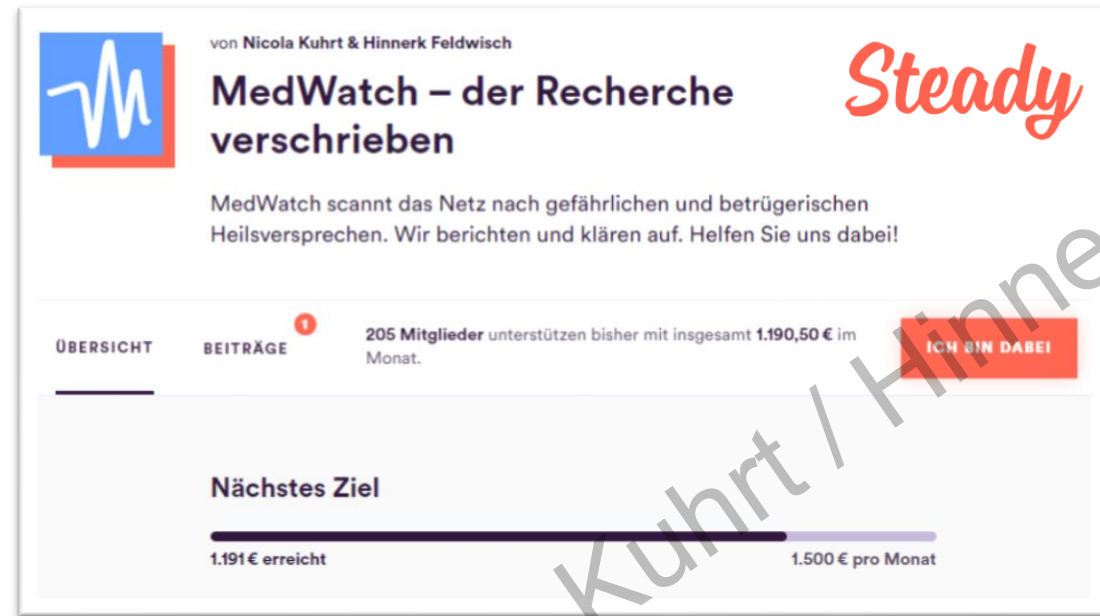 von Nicola Kuhrt & Hinnerk Feldwisch
Steady
MedWatch – der Recherche
verschrieben
MedWatch scannt das Netz nach gefährlichen und betrügerischen
Heilsversprechen. Wir berichten und klären auf. Helfen Sie uns dabei!
ÜBERSICHT
BEITRÄGE
1
205 Mitglieder unterstützen bisher mit insgesamt 1.190,50 € im
Monat.
ICH BIN DABEI
Nächstes Ziel
1.191 € erreicht
1.500 € pro Monat
Kuhrt / Hinne